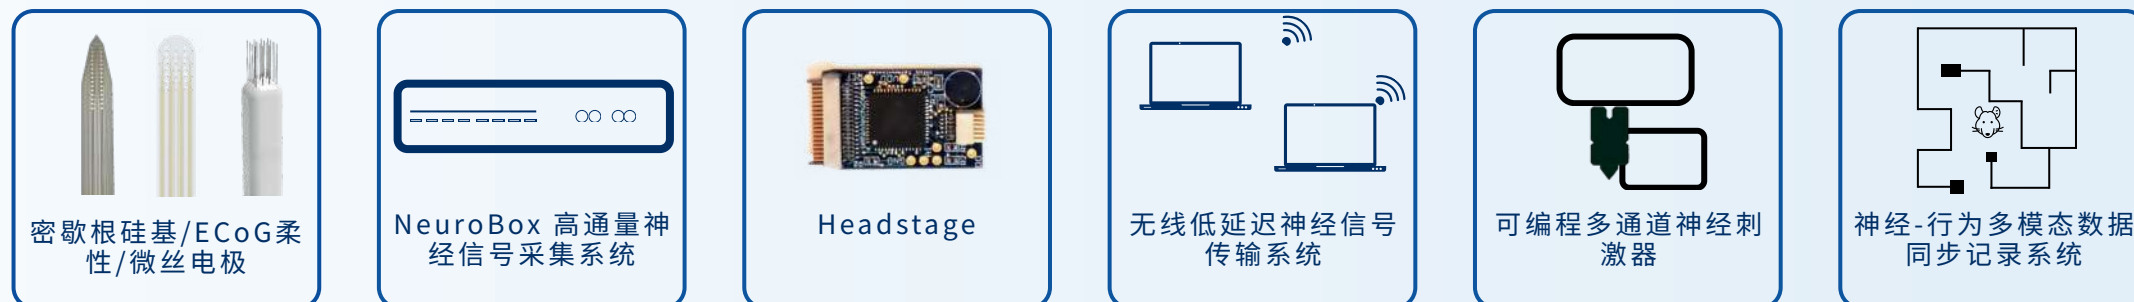 密歇根硅基/ECoG柔
性/微丝电极
NeuroBox 高通量神
经信号采集系统
Headstage
无线低延迟神经信号
传输系统
可编程多通道神经刺
激器
神经-行为多模态数据
同步记录系统